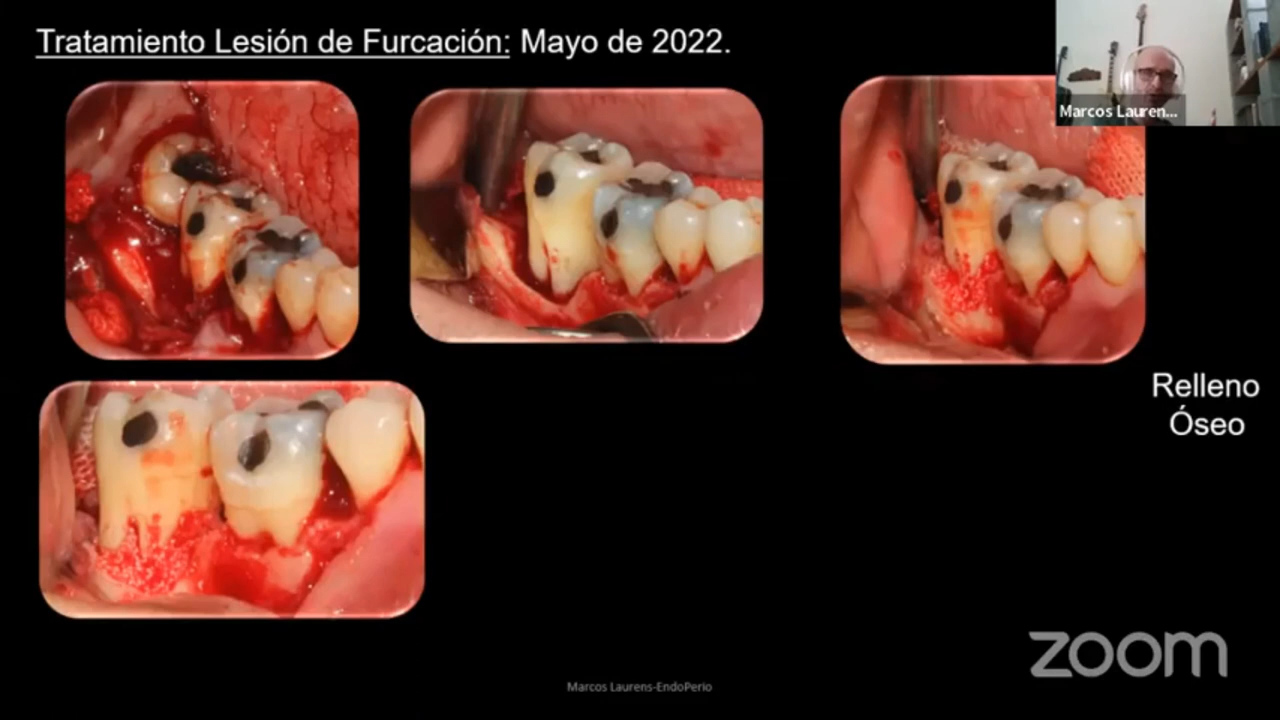 Tratamiento Lesión de Furcación: Mayo de 2022.
Marcos Lauren...
Relleno
Óseo
zoom
Marcos Laurens-EndoPerio